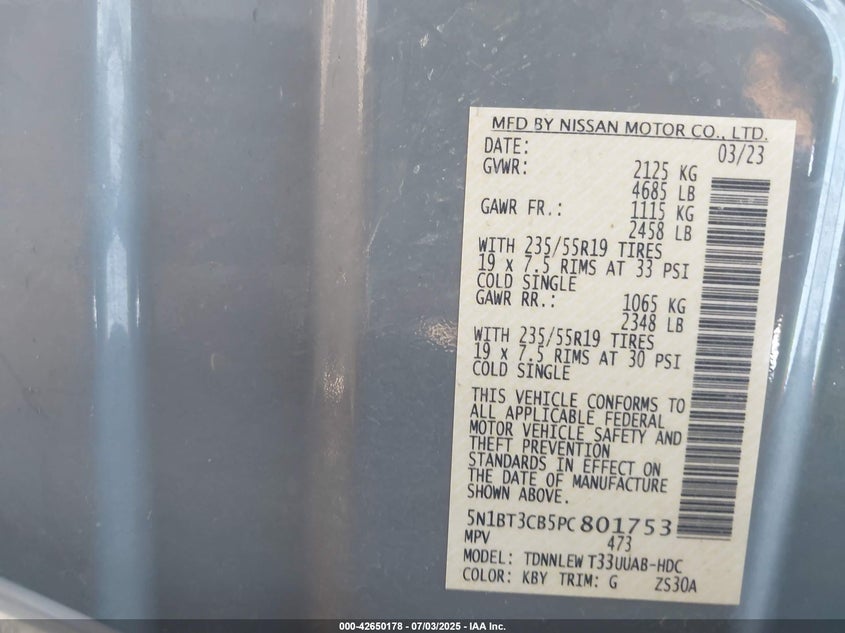 MFD BY NISSAN MOTOR CO., LTD.
DATE: 03/23
GVWR: 2125 KG
4685 LB
GAWR FR.: 1115 KG
2458 LB
WITH 235/55R19 TIRES
19 x 7.5 RIMS AT 33 PSI
COLD SINGLE
GAWR RR.: 1065 KG
2348 LB
WITH 235/55R19 TIRES
19 x 7.5 RIMS AT 30 PSI
COLD SINGLE
THIS VEHICLE CONFORMS TO
ALL APPLICABLE FEDERAL
MOTOR VEHICLE SAFETY AND
THEFT PREVENTION
STANDARDS IN EFFECT ON
THE DATE OF MANUFACTURE
SHOWN ABOVE.
5N1BT3CB5PC801753
MPV 473
MODEL: TDNNLEW T33UUAB-HDC
COLOR: KBY TRIM: G ZS30A
000-42650178 - 07/03/2025 - IAA Inc.